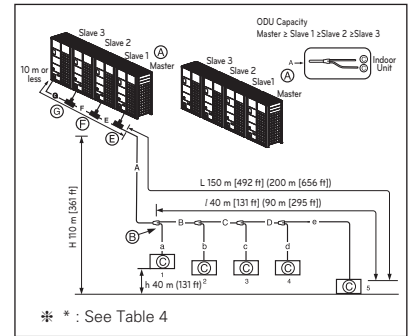 Slave 3
Slave 2
Slave 1
Master
Ⓐ
ODU Capacity
Master ≥ Slave 1 ≥Slave 2 ≥Slave 3
A
Ⓒ
Ⓒ
Indoor
Unit
Slave 3
Slave 2
Slave1
Master
Ⓐ
10 m or
less
G
F
E
Ⓖ
Ⓕ
Ⓔ
A
L 150 m [492 ft] (200 m [656 ft])
l 40 m [131 ft] (90 m [295 ft])
H 110 m [361 ft]
B
C
D
e
Ⓑ
a
b
c
d
Ⓒ
Ⓒ
Ⓒ
Ⓒ
Ⓒ
1
2
3
4
5
h 40 m (131 ft)
❉ * : See Table 4